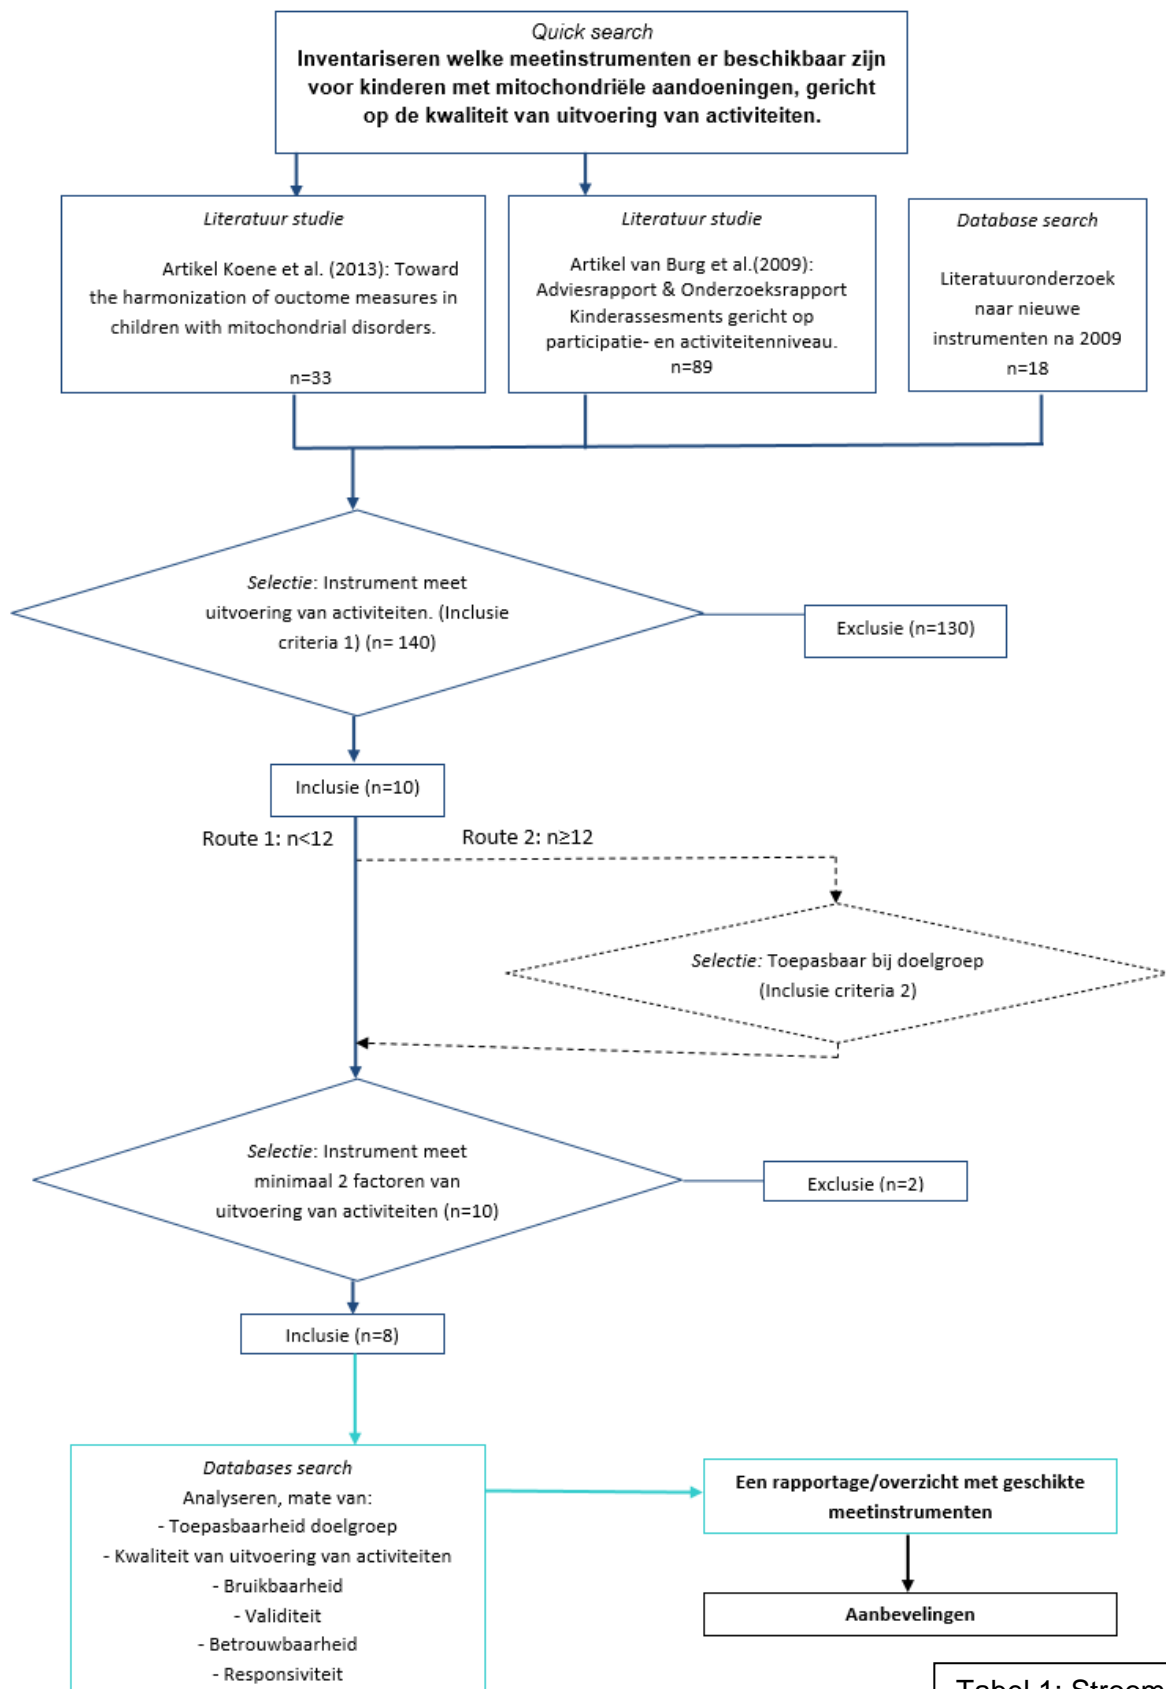 Quick search
Inventariseren welke meetinstrumenten er beschikbaar zijn
voor kinderen met mitochondriële aandoeningen, gericht
op de kwaliteit van uitvoering van activiteiten.
Literatuur studie
Artikel Koene et al. (2013): Toward
the harmonization of ouctome measures in
children with mitochondrial disorders.
n=33
Literatuur studie
Artikel van Burg et al.(2009):
Adviesrapport & Onderzoeksrapport
Kinderassesments gericht op
participatie- en activiteitenniveau.
n=89
Database search
Literatuuronderzoek
naar nieuwe
instrumenten na 2009
n=18
Selectie: Instrument meet
uitvoering van activiteiten. (Inclusie
criteria 1) (n= 140)
Exclusie (n=130)
Inclusie (n=10)
Route 1: n<12
Route 2: n≥12
Selectie: Toepasbaar bij doelgroep
(Inclusie criteria 2)
Selectie: Instrument meet
minimaal 2 factoren van
uitvoering van activiteiten (n=10)
Exclusie (n=2)
Inclusie (n=8)
Databases search
Analyseren, mate van:
- Toepasbaarheid doelgroep
- Kwaliteit van uitvoering van activiteiten
- Bruikbaarheid
- Validiteit
- Betrouwbaarheid
- Responsiviteit
Een rapportage/overzicht met geschikte
meetinstrumenten
Aanbevelingen
Tabel 1: